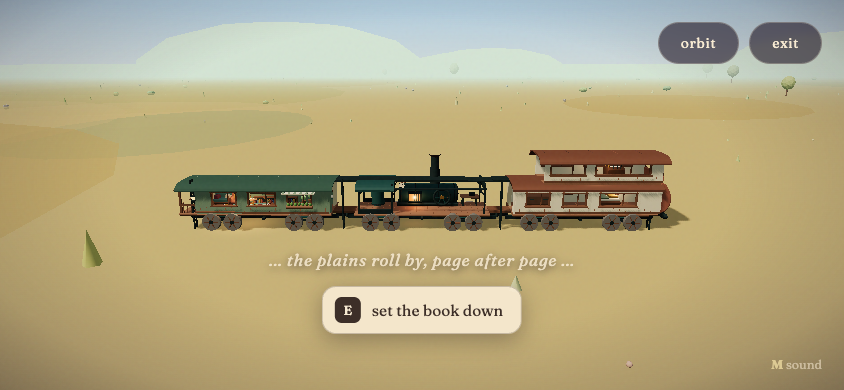 orbit
exit
... the plains roll by, page after page ...
E set the book down
M sound